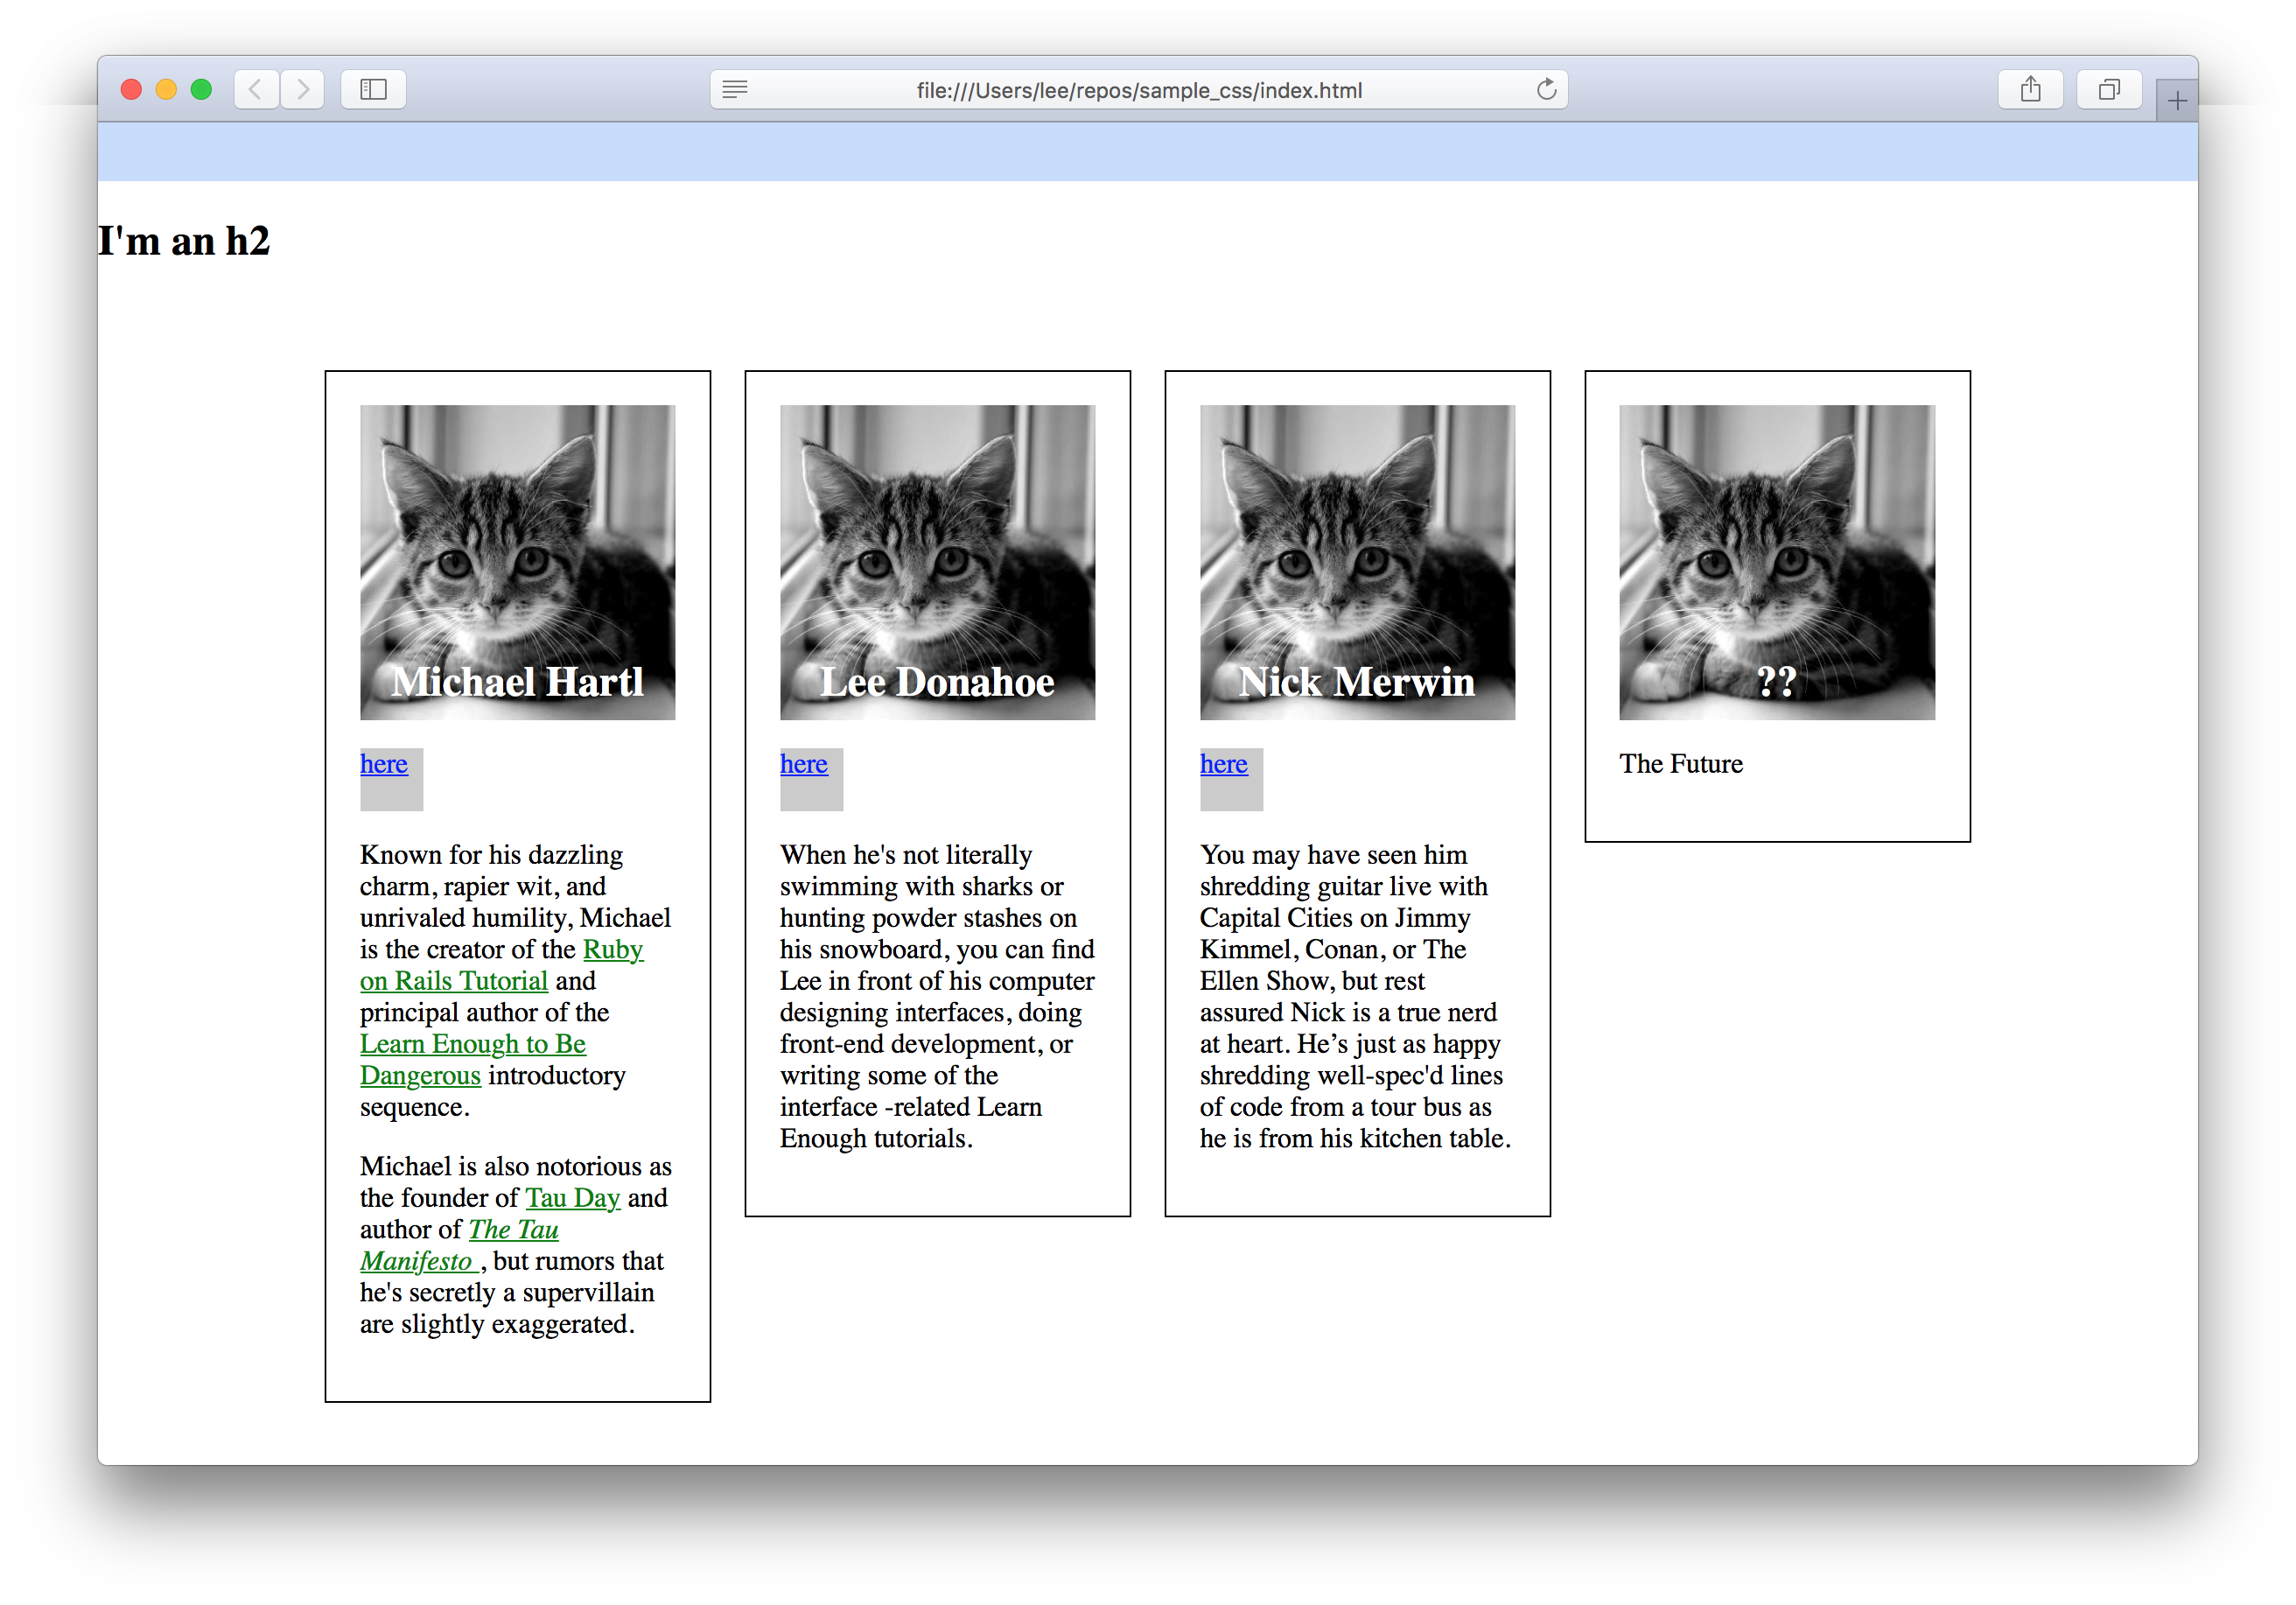 file:///Users/lee/repos/sample_css/index.html
I'm an h2
Michael Hartl
here
Known for his dazzling
charm, rapier wit, and
unrivaled humility, Michael
is the creator of the Ruby
on Rails Tutorial and
principal author of the
Learn Enough to Be
Dangerous introductory
sequence.
Michael is also notorious as
the founder of Tau Day and
author of The Tau
Manifesto , but rumors that
he's secretly a supervillain
are slightly exaggerated.
Lee Donahoe
here
When he's not literally
swimming with sharks or
hunting powder stashes on
his snowboard, you can find
Lee in front of his computer
designing interfaces, doing
front-end development, or
writing some of the
interface -related Learn
Enough tutorials.
Nick Merwin
here
You may have seen him
shredding guitar live with
Capital Cities on Jimmy
Kimmel, Conan, or The
Ellen Show, but rest
assured Nick is a true nerd
at heart. He’s just as happy
shredding well-spec'd lines
of code from a tour bus as
he is from his kitchen table.
??
The Future